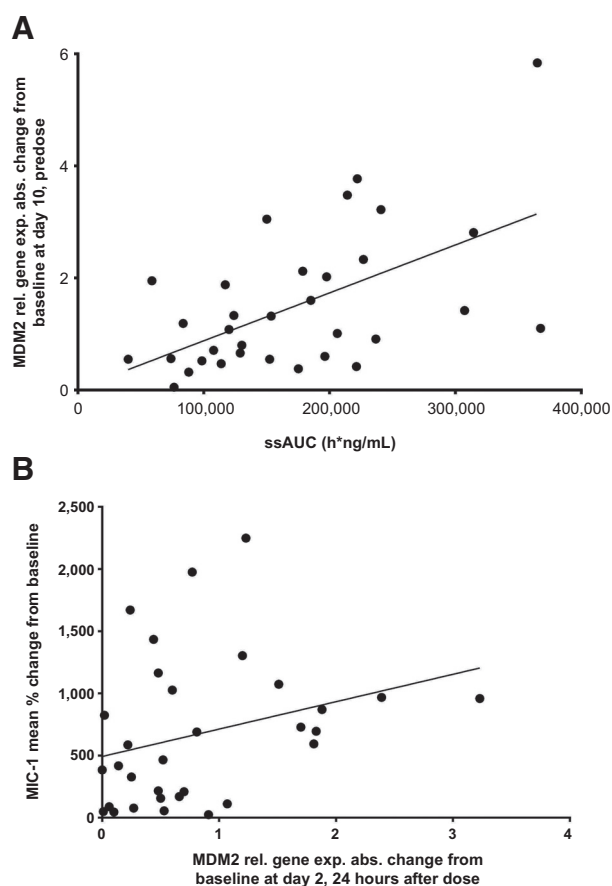 A
MDM2 rel. gene exp. abs. change from
baseline at day 10, predose
6
4
2
0
0
100,000
200,000
300,000
400,000
ssAUC (h*ng/mL)
B
MIC-1 mean % change from baseline
2,500
2,000
1,500
1,000
500
0
0
1
2
3
4
MDM2 rel. gene exp. abs. change from
baseline at day 2, 24 hours after dose